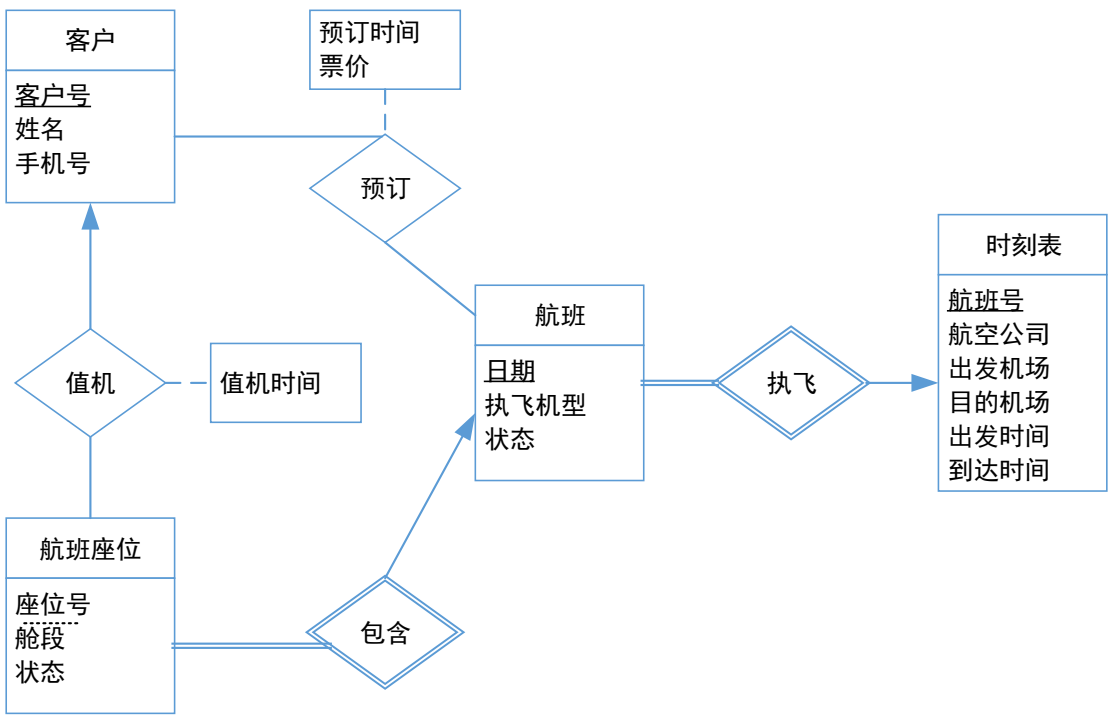 客户
客户号
姓名
手机号
预订时间
票价
预订
时刻表
航班号
航空公司
出发机场
目的机场
出发时间
到达时间
航班
日期
执飞机型
状态
执飞
值机
值机时间
航班座位
座位号
舱段
状态
包含